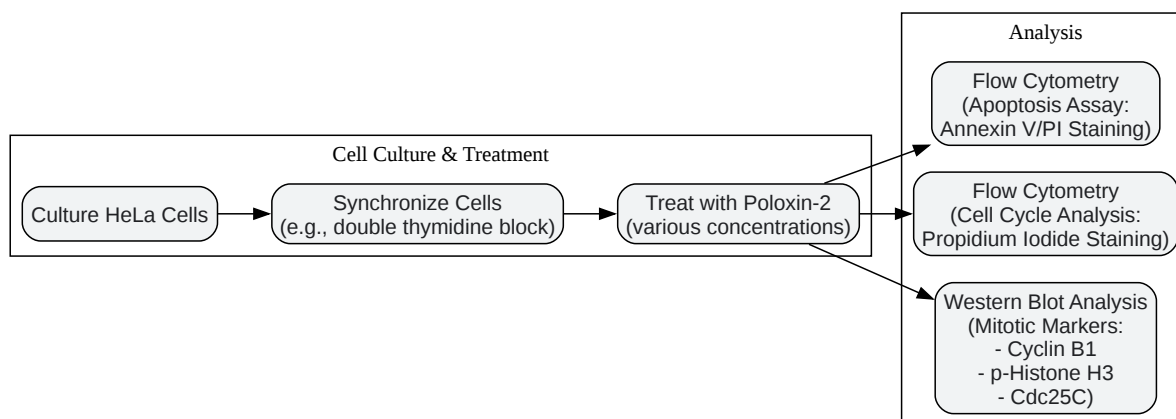 Cell Culture & Treatment
Culture HeLa Cells
Synchronize Cells
(e.g., double thymidine block)
Treat with Poloxin-2
(various concentrations)
Analysis
Flow Cytometry
(Apoptosis Assay:
Annexin V/PI Staining)
Flow Cytometry
(Cell Cycle Analysis:
Propidium Iodide Staining)
Western Blot Analysis
(Mitotic Markers:
- Cyclin B1
- p-Histone H3
- Cdc25C)